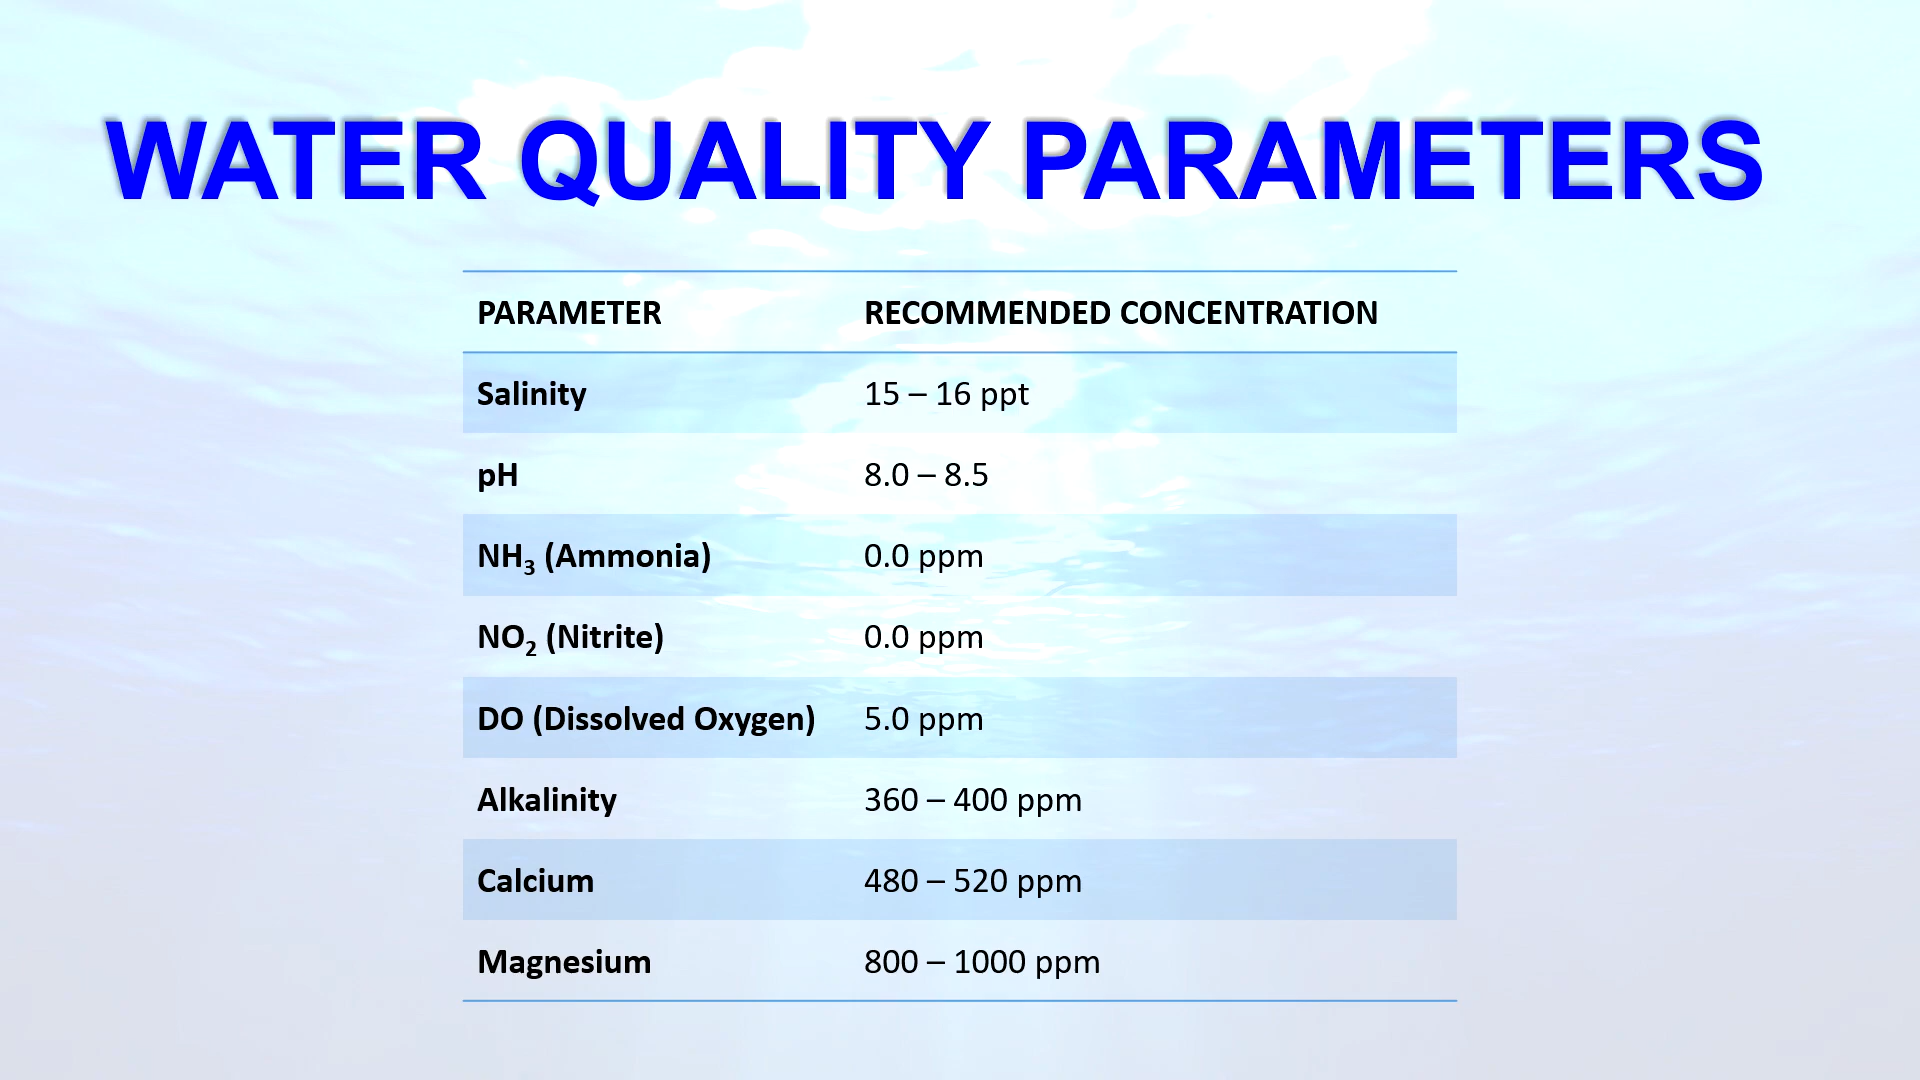 WATER QUALITY PARAMETERS
PARAMETER RECOMMENDED CONCENTRATION
Salinity 15 – 16 ppt
pH 8.0 – 8.5
NH₃ (Ammonia) 0.0 ppm
NO₂ (Nitrite) 0.0 ppm
DO (Dissolved Oxygen) 5.0 ppm
Alkalinity 360 – 400 ppm
Calcium 480 – 520 ppm
Magnesium 800 – 1000 ppm